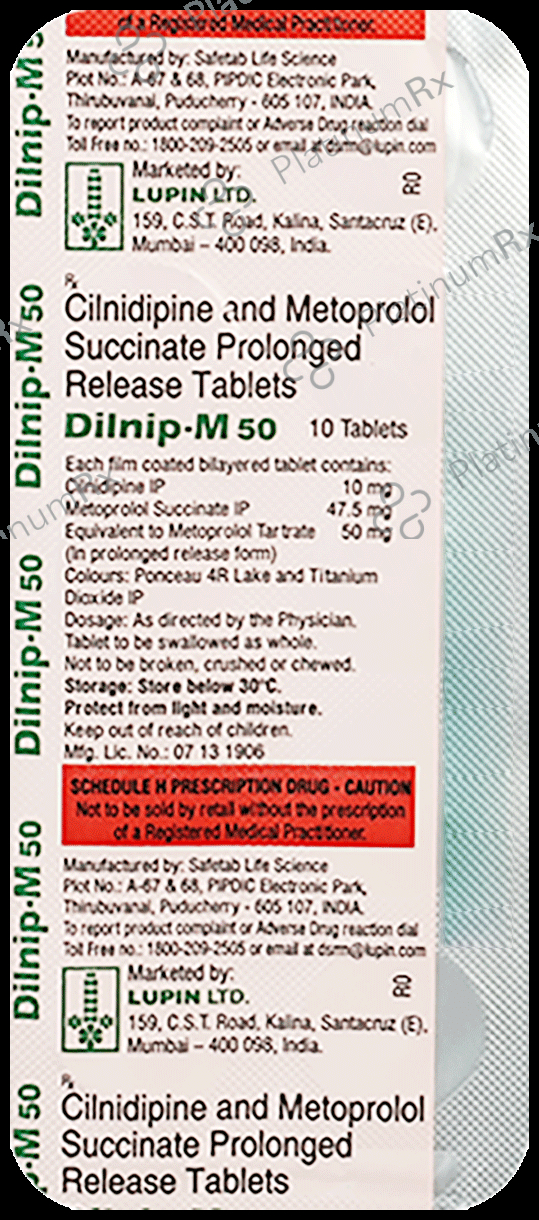 of a Registered Medical Practitioner.
Manufactured by: Safetab Life Science
Plot No.: A-67 & 68, PIPDIC Electronic Park,
Thirubuvanai, Puducherry - 605 107, INDIA.
To report product complaint or Adverse Drug reaction dial
Toll Free no.: 1800-209-2505 or email at dsrm@lupin.com
Marketed by:
LUPIN LTD.
159, C.S.T. Road, Kalina, Santacruz (E),
Mumbai – 400 098, India.
R0
Rx
Cilnidipine and Metoprolol
Succinate Prolonged
Release Tablets
Dilnip-M 50 10 Tablets
Each film coated bilayered tablet contains:
Cilnidipine IP 10 mg
Metoprolol Succinate IP 47.5 mg
Equivalent to Metoprolol Tartrate 50 mg
(In prolonged release form)
Colours: Ponceau 4R Lake and Titanium
Dioxide IP
Dosage: As directed by the Physician.
Tablet to be swallowed as whole.
Not to be broken, crushed or chewed.
Storage: Store below 30°C.
Protect from light and moisture.
Keep out of reach of children.
Mfg. Lic. No.: 07 13 1906
SCHEDULE H PRESCRIPTION DRUG - CAUTION
Not to be sold by retail without the prescription
of a Registered Medical Practitioner.
Manufactured by: Safetab Life Science
Plot No.: A-67 & 68, PIPDIC Electronic Park,
Thirubuvanai, Puducherry - 605 107, INDIA.
To report product complaint or Adverse Drug reaction dial
Toll Free no.: 1800-209-2505 or email at dsrm@lupin.com
Marketed by:
LUPIN LTD.
159, C.S.T. Road, Kalina, Santacruz (E),
Mumbai – 400 098, India.
R0
Rx
Cilnidipine and Metoprolol
Succinate Prolonged
Release Tablets
Dilnip-M 5
Dilnip-M 50
Dilnip-M 50
Dilnip-M 50
-M 50
PlatinumRx
PlatinumRx
Rx
Platin
tinumRx